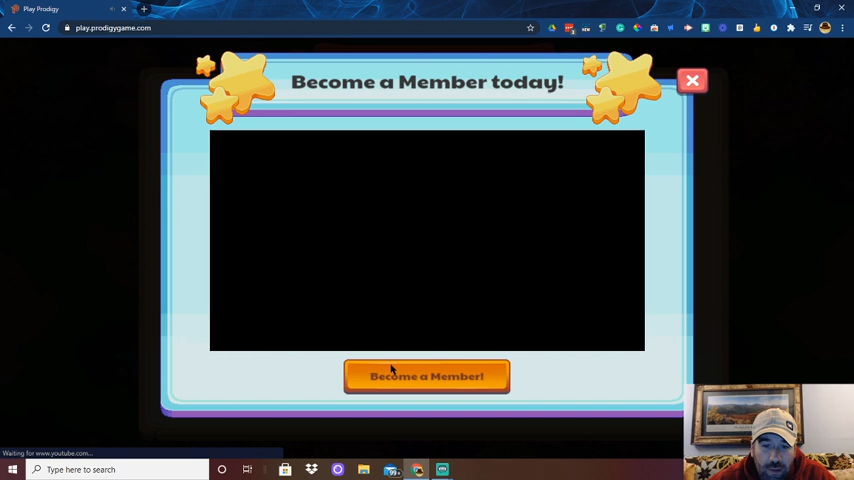 Play Prodigy
play.prodigygame.com
Become a Member today!
Become a Member!
Waiting for www.youtube.com...
Type here to search